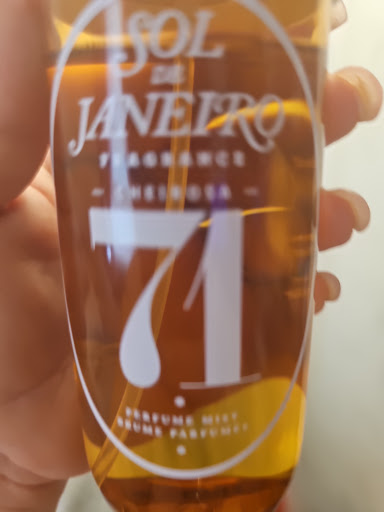 SOL
DE
JANEIRO
FRAGRANCE
- CHEIROSA -
71
PERFUME MIST
BRUME PARFUMÉE